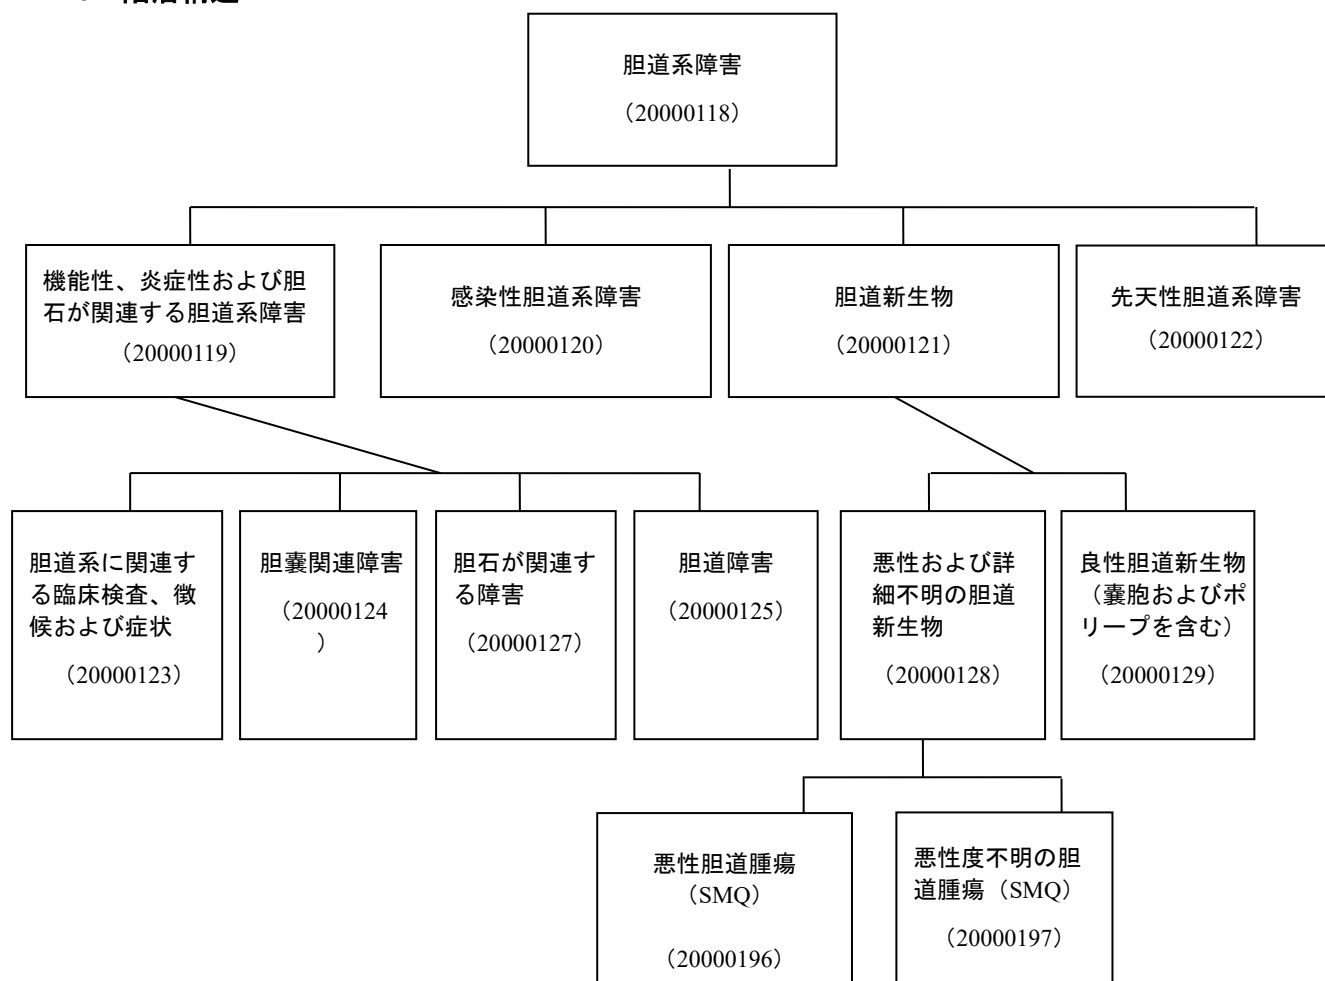 胆道系障害
（20000118）
機能性、炎症性および胆
石が関連する胆道系障害
（20000119）
感染性胆道系障害
（20000120）
胆道新生物
（20000121）
先天性胆道系障害
（20000122）
胆道系に関連す
る臨床検査、徴
候および症状
（20000123）
胆嚢関連障害
（20000124
）
胆石が関連す
る障害
（20000127）
胆道障害
（20000125）
悪性および詳
細不明の胆道
新生物
（20000128）
良性胆道新生物
（嚢胞およびポ
リープを含む）
（20000129）
悪性胆道腫瘍
（SMQ）
（20000196）
悪性度不明の胆
道腫瘍（SMQ）
（20000197）